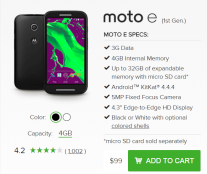 moto e (1st Gen.)
MOTO E SPECS:
3G Data
4GB Internal Memory
Up to 32GB of expandable
memory with micro SD card*
Android™ KitKat® 4.4.4
5MP Fixed Focus Camera
4.3" Edge-to-Edge HD Display
Black or White with optional
colored shells
Color:
Capacity: 4GB
4.2 ★★★★★ (1,002)
*micro SD card sold separately
$99 ADD TO CART